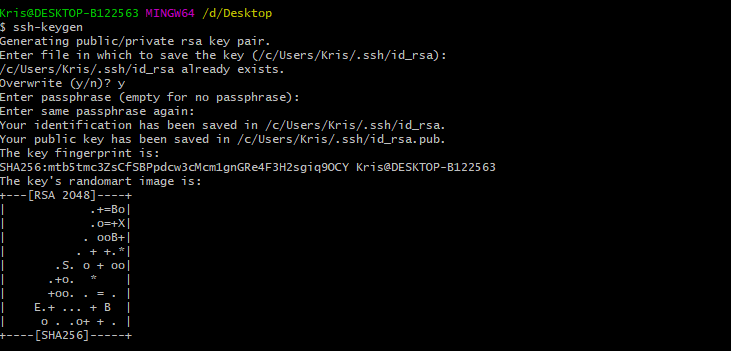 Kris@DESKTOP-B122563 MINGW64 /d/Desktop
$ ssh-keygen
Generating public/private rsa key pair.
Enter file in which to save the key (/c/Users/Kris/.ssh/id_rsa):
/c/Users/Kris/.ssh/id_rsa already exists.
Overwrite (y/n)? y
Enter passphrase (empty for no passphrase):
Enter same passphrase again:
Your identification has been saved in /c/Users/Kris/.ssh/id_rsa.
Your public key has been saved in /c/Users/Kris/.ssh/id_rsa.pub.
The key fingerprint is:
SHA256:mtb5tmc3ZsCfSBPpdcw3cMcm1gnGRe4F3H2sgiq9OCY Kris@DESKTOP-B122563
The key's randomart image is:
+---[RSA 2048]----+
|            .+=Bo|
|            .o=+X|
|           . ooB+|
|          . + +.*|
|       .S. o + oo|
|      .+o.  *    |
|      +oo. . = . |
|    E.+ ... + B  |
|     o . .o+ + . |
+----[SHA256]-----+